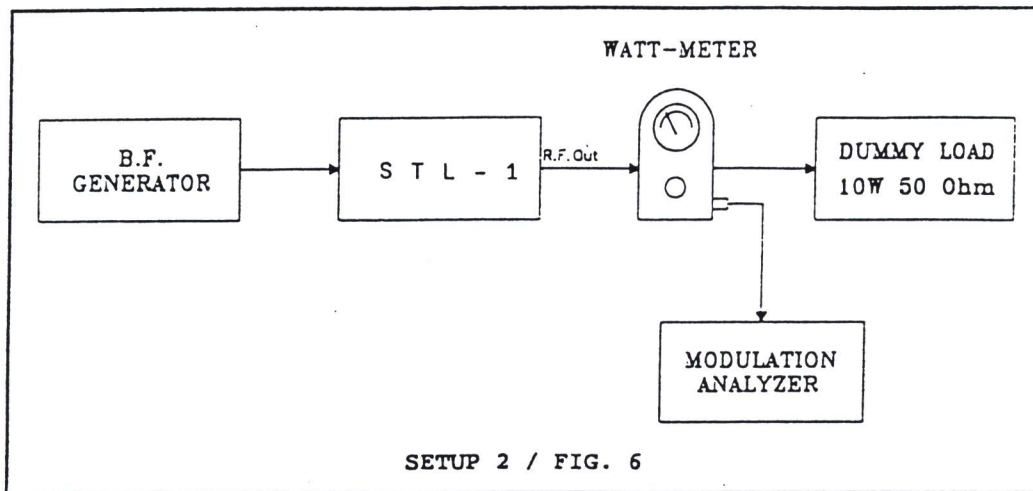 WATT-METER
B.F.
GENERATOR
S T L - 1
R.F. Out
DUMMY LOAD
10W 50 Ohm
MODULATION
ANALYZER
SETUP 2 / FIG. 6